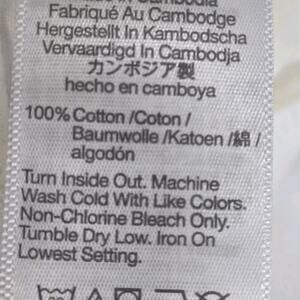 Fabriqué Au Cambodge
Hergestellt In Kambodscha
Vervaardigd In Cambodja
カンボジア製
hecho en camboya
100% Cotton /Coton /
Baumwolle /Katoen /綿 /
algodón
Turn Inside Out. Machine
Wash Cold With Like Colors.
Non-Chlorine Bleach Only.
Tumble Dry Low. Iron On
Lowest Setting.